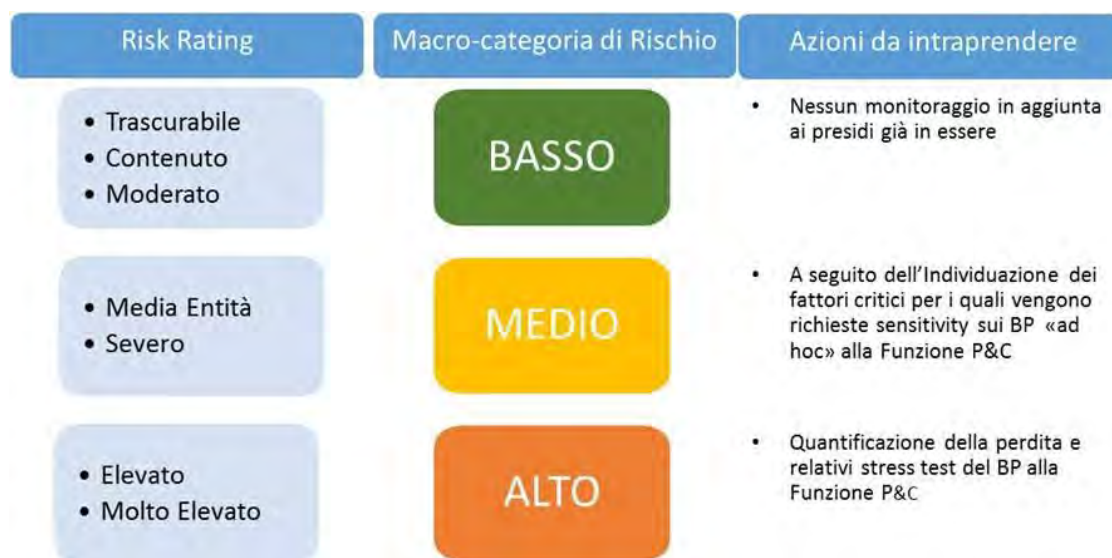 Risk Rating
Macro-categoria di Rischio
Azioni da intraprendere
• Trascurabile
• Contenuto
• Moderato
BASSO
• Nessun monitoraggio in aggiunta
ai presidi già in essere
• Media Entità
• Severo
MEDIO
• A seguito dell'Individuazione dei
fattori critici per i quali vengono
richieste sensitivity sui BP «ad
hoc» alla Funzione P&C
• Elevato
• Molto Elevato
ALTO
• Quantificazione della perdita e
relativi stress test del BP alla
Funzione P&C